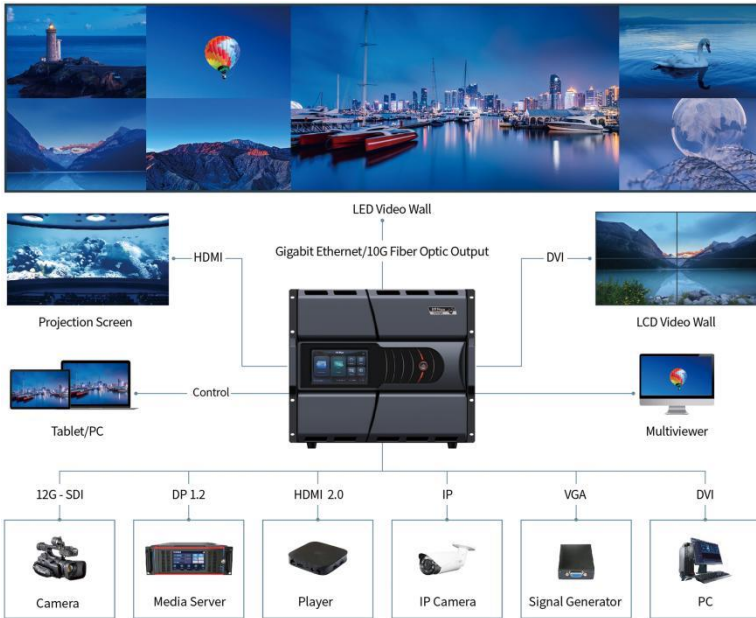 LED Video Wall
Gigabit Ethernet/10G Fiber Optic Output
HDMI
DVI
Projection Screen
LCD Video Wall
Control
Tablet/PC
Multiviewer
12G - SDI
DP 1.2
HDMI 2.0
IP
VGA
DVI
Camera
Media Server
Player
IP Camera
Signal Generator
PC